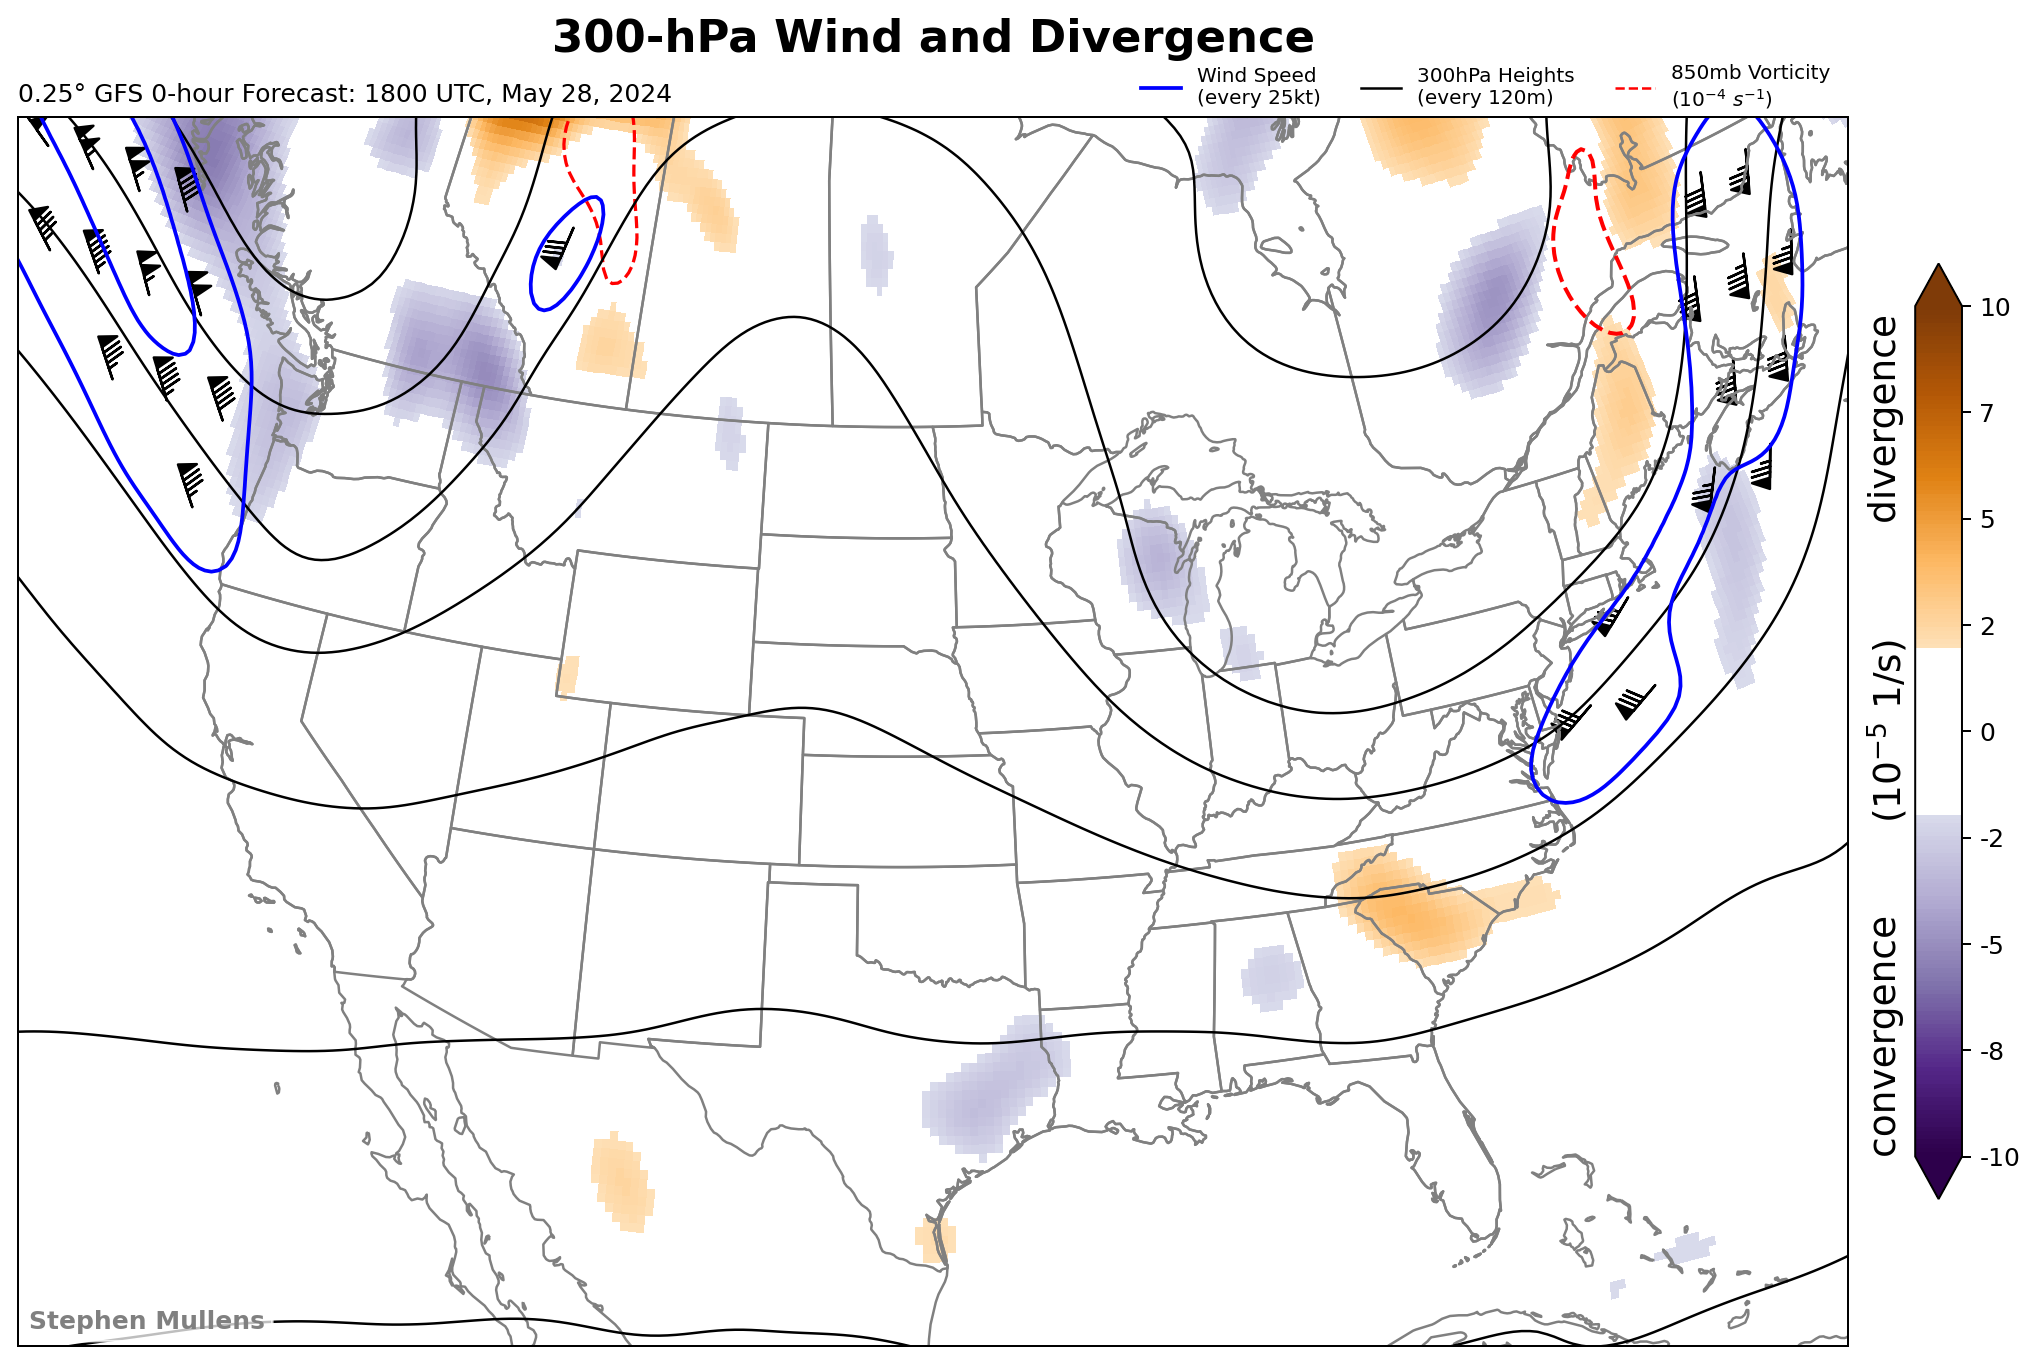 300-hPa Wind and Divergence
0.25° GFS 0-hour Forecast: 1800 UTC, May 28, 2024
Wind Speed
(every 25kt)
300hPa Heights
(every 120m)
850mb Vorticity
(10⁻⁴ s⁻¹)
10
7
5
2
0
-2
-5
-8
-10
convergence (10⁻⁵ 1/s) divergence
Stephen Mullens